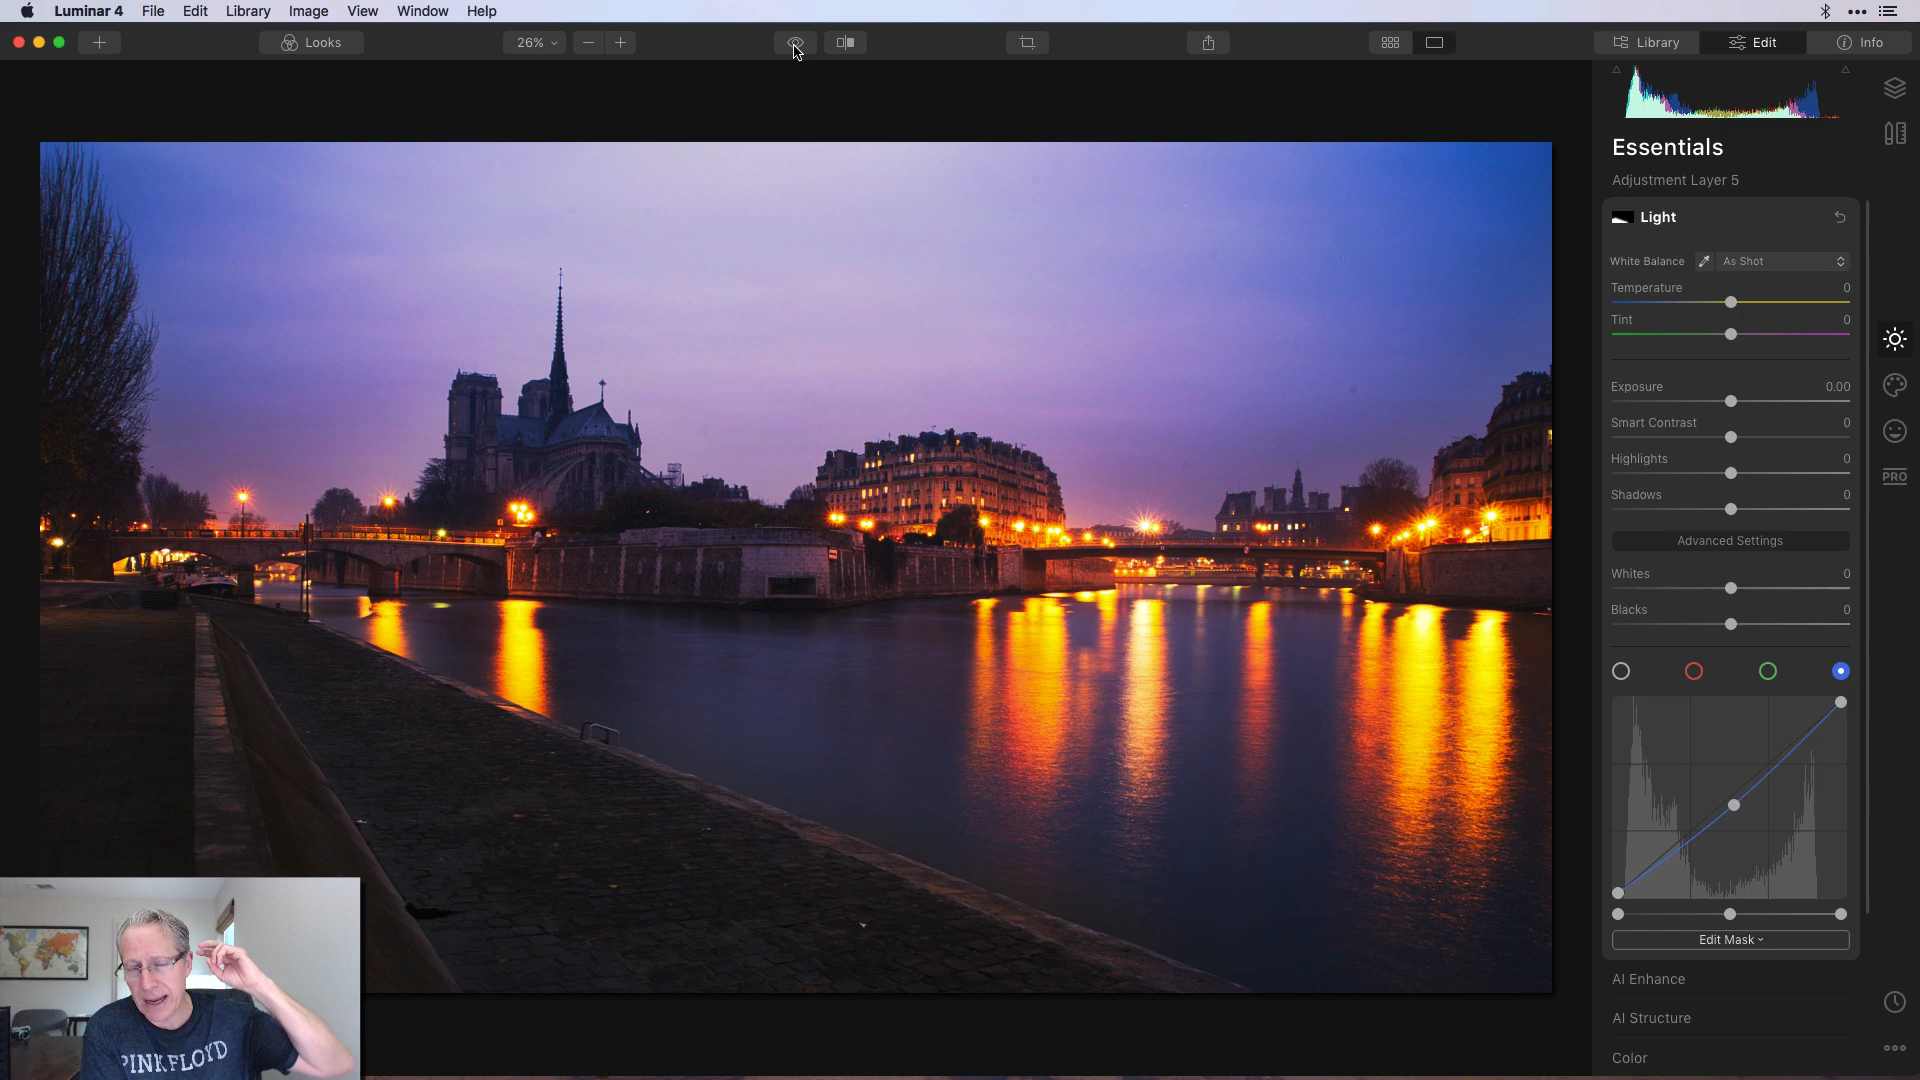 Luminar 4 File Edit Library Image View Window Help
Looks 26% Library Edit Info
Essentials
Adjustment Layer 5
Light
White Balance As Shot
Temperature 0
Tint 0
Exposure 0.00
Smart Contrast 0
Highlights 0
Shadows 0
Advanced Settings
Whites 0
Blacks 0
PRO
Edit Mask
AI Enhance
AI Structure
Color
PINK FLOYD